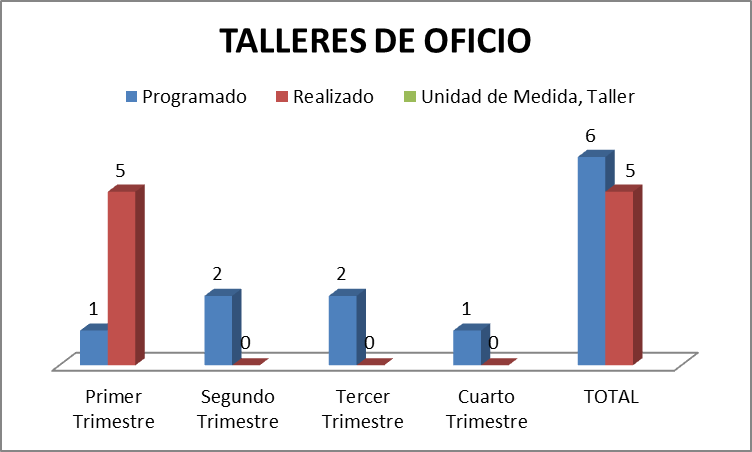 TALLERES DE OFICIO
Programado Realizado Unidad de Medida, Taller
1 5 2 0 2 0 1 0 6 5
Primer Trimestre
Segundo Trimestre
Tercer Trimestre
Cuarto Trimestre
TOTAL